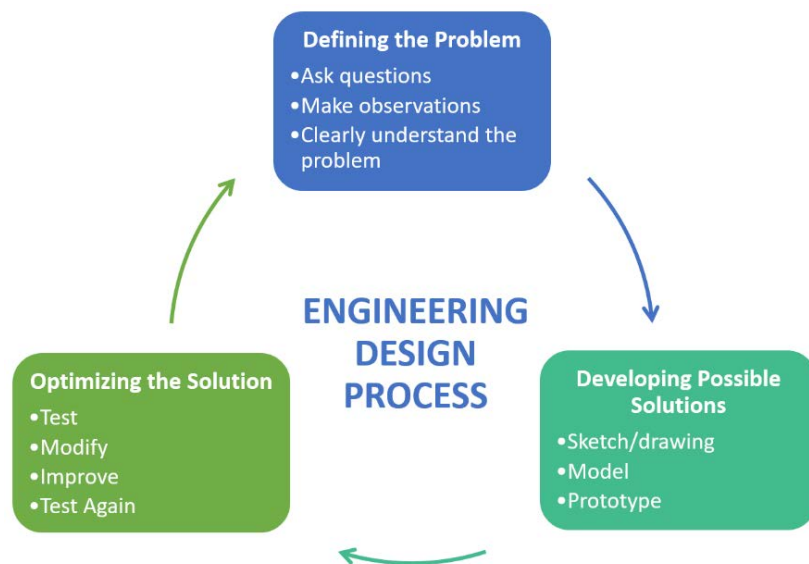 Defining the Problem
•Ask questions
•Make observations
•Clearly understand the
problem
ENGINEERING
DESIGN
PROCESS
Optimizing the Solution
•Test
•Modify
•Improve
•Test Again
Developing Possible
Solutions
•Sketch/drawing
•Model
•Prototype